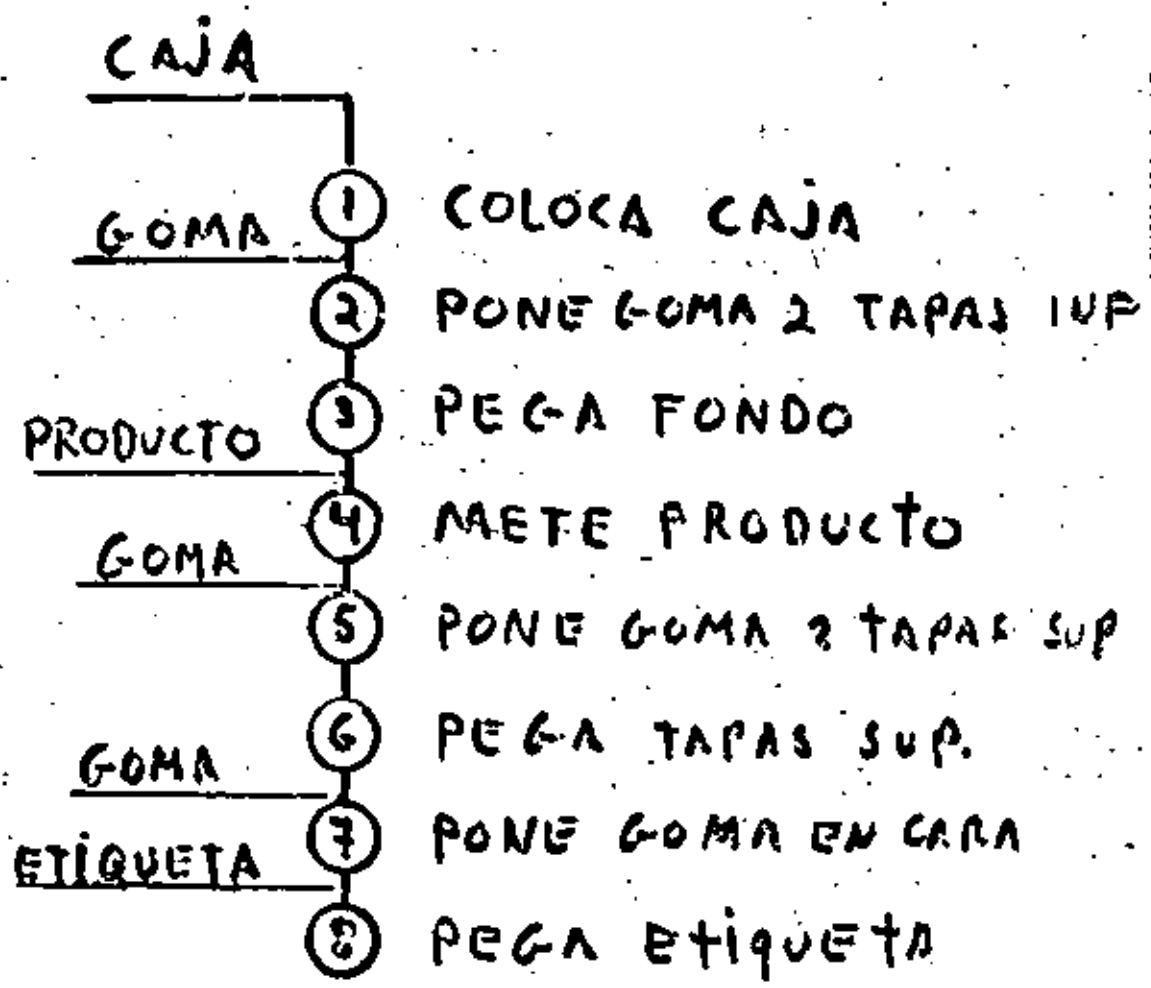 CAJA
1 COLOCA CAJA
GOMA
2 PONE GOMA 2 TAPAS INF
3 PEGA FONDO
PRODUCTO
4 METE PRODUCTO
GOMA
5 PONE GOMA 2 TAPAS SUP
6 PEGA TAPAS SUP.
GOMA
7 PONE GOMA EN CARA
ETIQUETA
8 PEGA ETIQUETA